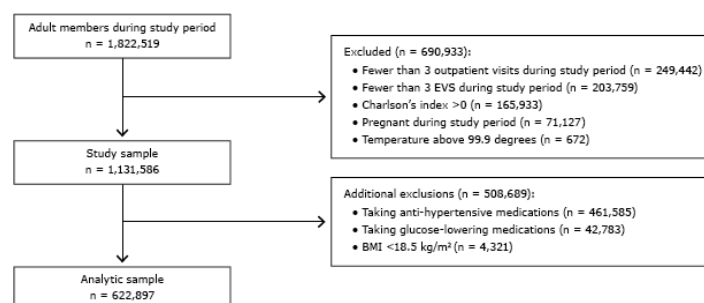 Adult members during study period
n = 1,822,519
Excluded (n = 690,933):
• Fewer than 3 outpatient visits during study period (n = 249,442)
• Fewer than 3 EVS during study period (n = 203,759)
• Charlson's index >0 (n = 165,933)
• Pregnant during study period (n = 71,127)
• Temperature above 99.9 degrees (n = 672)
Study sample
n = 1,131,586
Additional exclusions (n = 508,689):
• Taking anti-hypertensive medications (n = 461,585)
• Taking glucose-lowering medications (n = 42,783)
• BMI <18.5 kg/m² (n = 4,321)
Analytic sample
n = 622,897